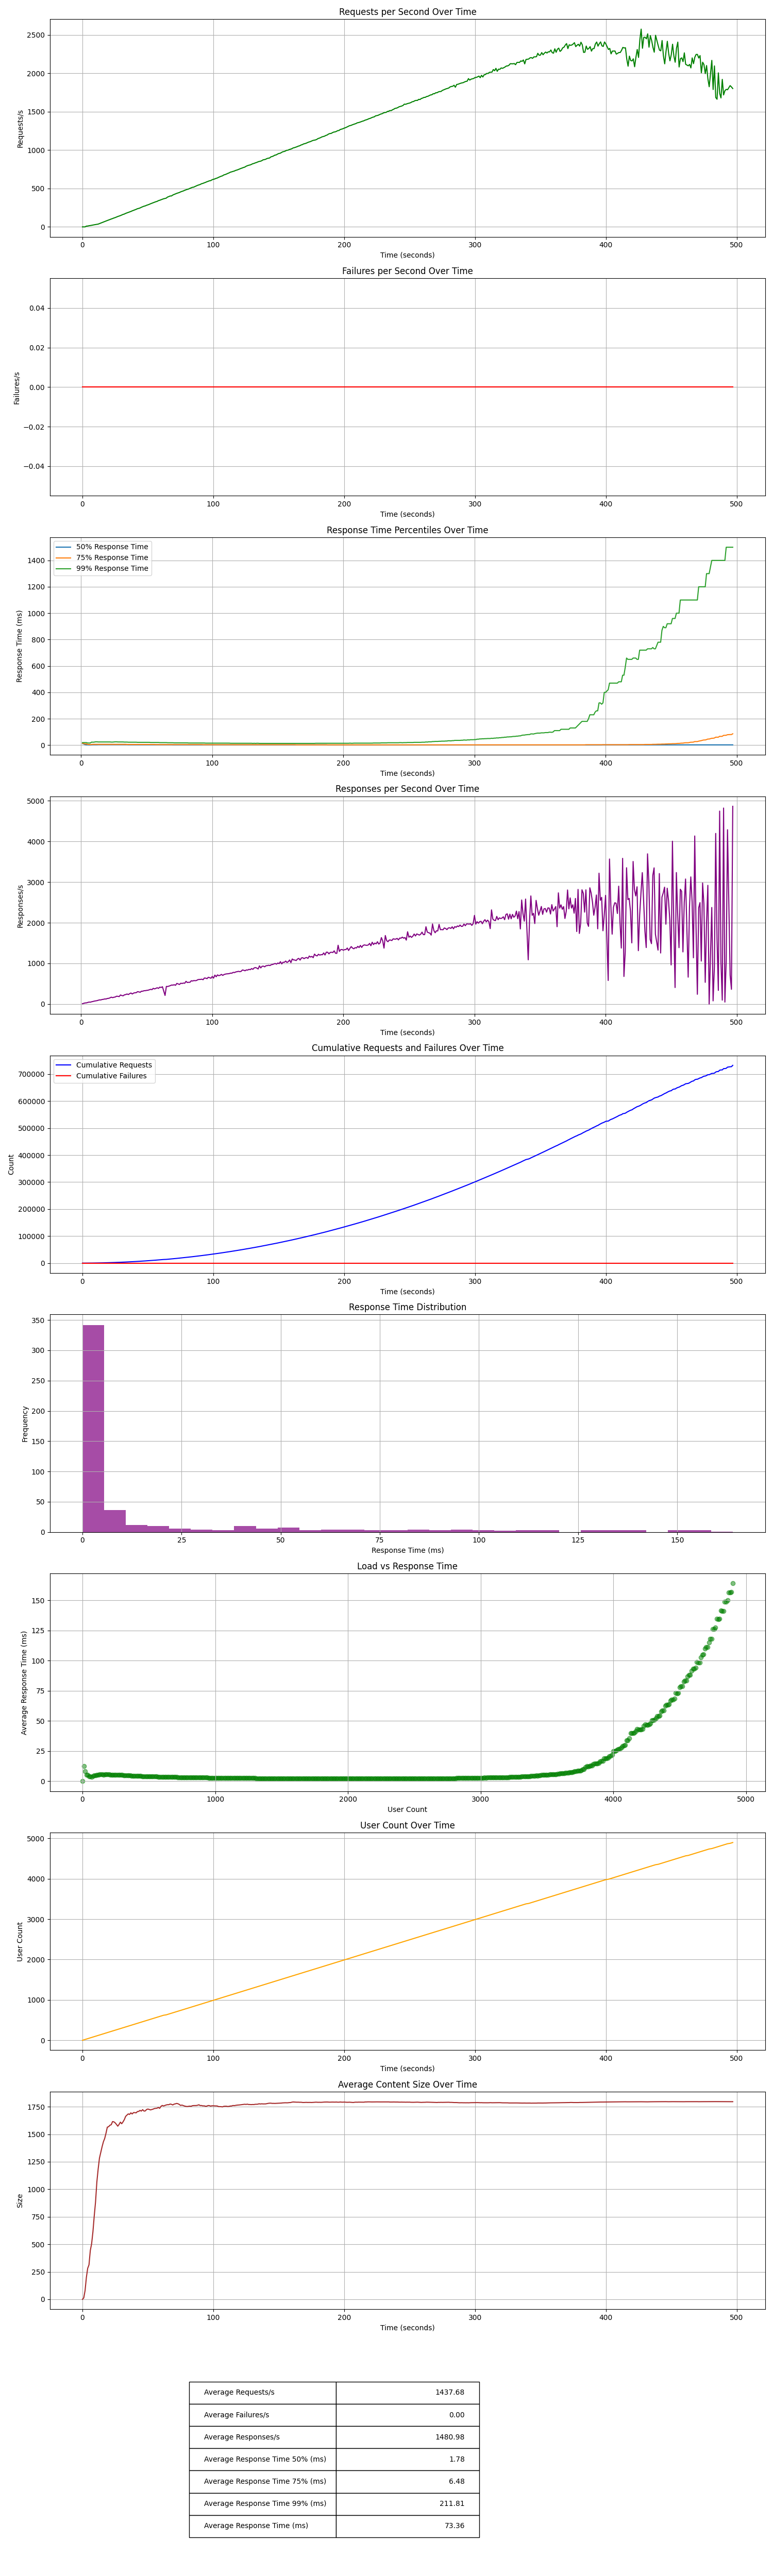 Requests per Second Over Time
2500
2000
1500
1000
500
0
Requests/s
0 100 200 300 400 500
Time (seconds)
Failures per Second Over Time
0.04
0.02
0.00
−0.02
−0.04
Failures/s
0 100 200 300 400 500
Time (seconds)
Response Time Percentiles Over Time
50% Response Time
75% Response Time
99% Response Time
1400
1200
1000
800
600
400
200
0
Response Time (ms)
0 100 200 300 400 500
Time (seconds)
Responses per Second Over Time
5000
4000
3000
2000
1000
0
Responses/s
0 100 200 300 400 500
Time (seconds)
Cumulative Requests and Failures Over Time
Cumulative Requests
Cumulative Failures
700000
600000
500000
400000
300000
200000
100000
0
Count
0 100 200 300 400 500
Time (seconds)
Response Time Distribution
350
300
250
200
150
100
50
0
Frequency
0 25 50 75 100 125 150
Response Time (ms)
Load vs Response Time
150
125
100
75
50
25
0
Average Response Time (ms)
0 1000 2000 3000 4000 5000
User Count
User Count Over Time
5000
4000
3000
2000
1000
0
User Count
0 100 200 300 400 500
Time (seconds)
Average Content Size Over Time
1750
1500
1250
1000
750
500
250
0
Size
0 100 200 300 400 500
Time (seconds)
Average Requests/s 1437.68
Average Failures/s 0.00
Average Responses/s 1480.98
Average Response Time 50% (ms) 1.78
Average Response Time 75% (ms) 6.48
Average Response Time 99% (ms) 211.81
Average Response Time (ms) 73.36